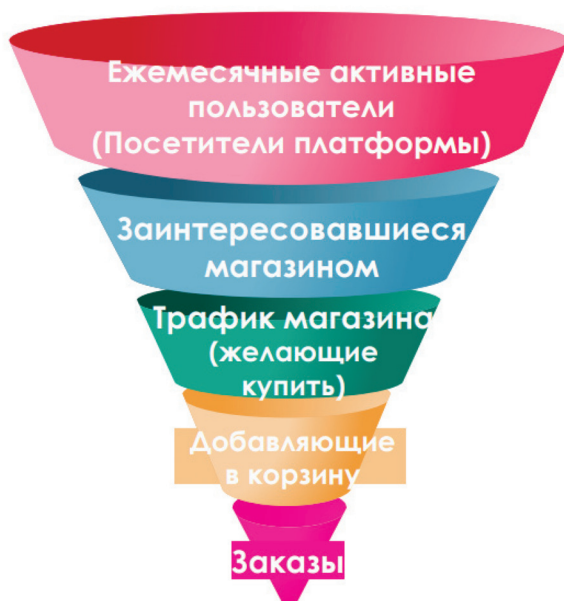 Ежемесячные активные
пользователи
(Посетители платформы)
Заинтересовавшиеся
магазином
Трафик магазина
(желающие
купить)
Добавляющие
в корзину
Заказы